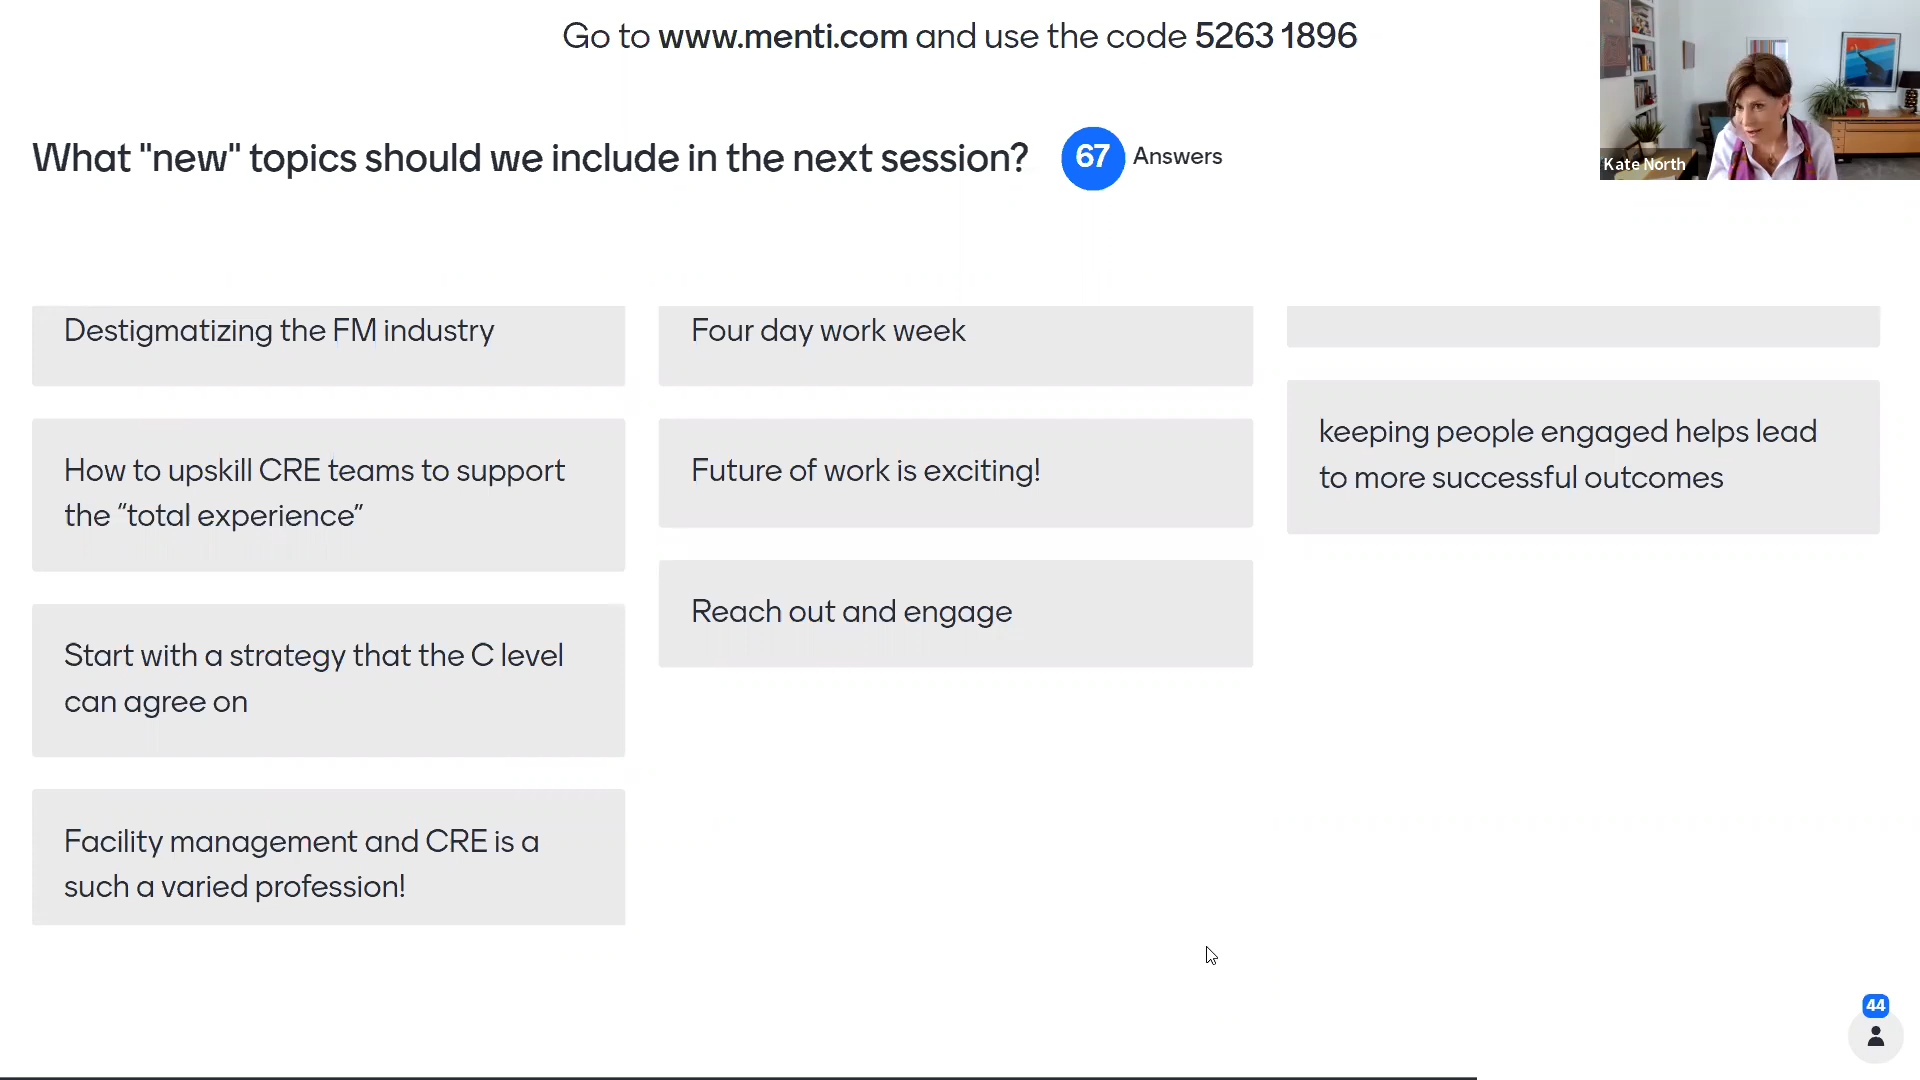 Go to www.menti.com and use the code 5263 1896
Kate North
What "new" topics should we include in the next session?
67 Answers
Destigmatizing the FM industry
How to upskill CRE teams to support
the “total experience”
Start with a strategy that the C level
can agree on
Facility management and CRE is a
such a varied profession!
Four day work week
Future of work is exciting!
Reach out and engage
keeping people engaged helps lead
to more successful outcomes
44